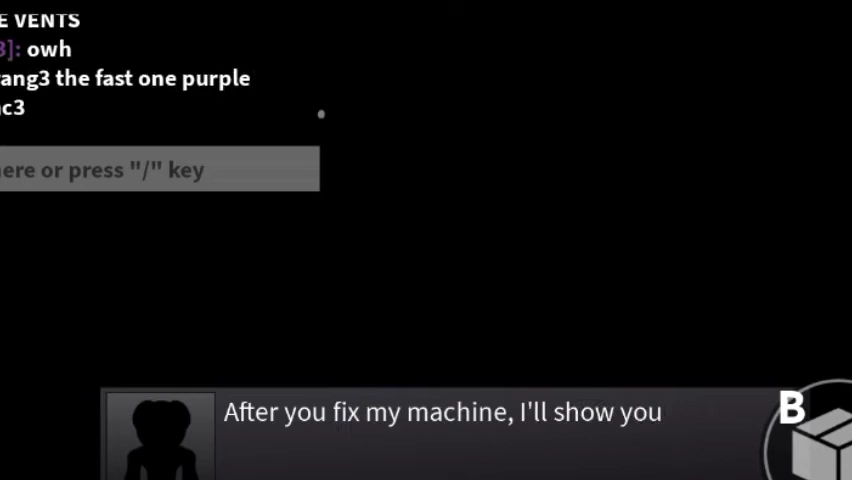 E VENTS
3]: owh
ang3 the fast one purple
c3
ere or press "/" key
After you fix my machine, I'll show you
B